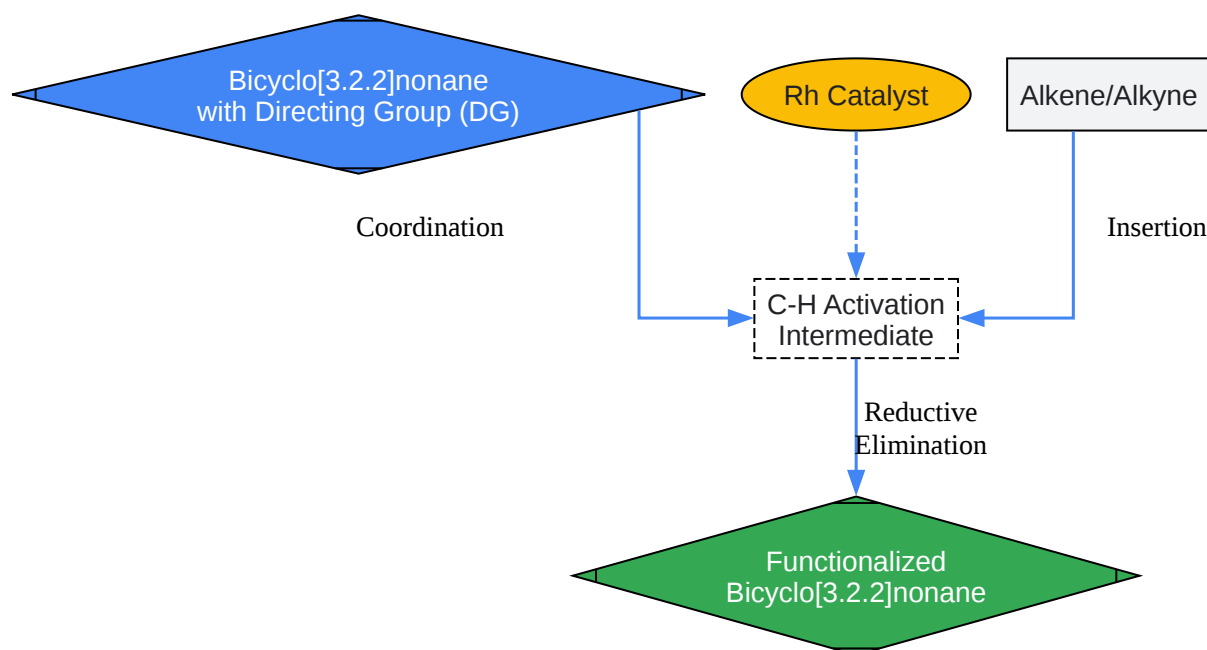 Bicyclo[3.2.2]nonane
with Directing Group (DG)
Rh Catalyst
Alkene/Alkyne
Coordination
Insertion
C-H Activation
Intermediate
Reductive
Elimination
Functionalized
Bicyclo[3.2.2]nonane